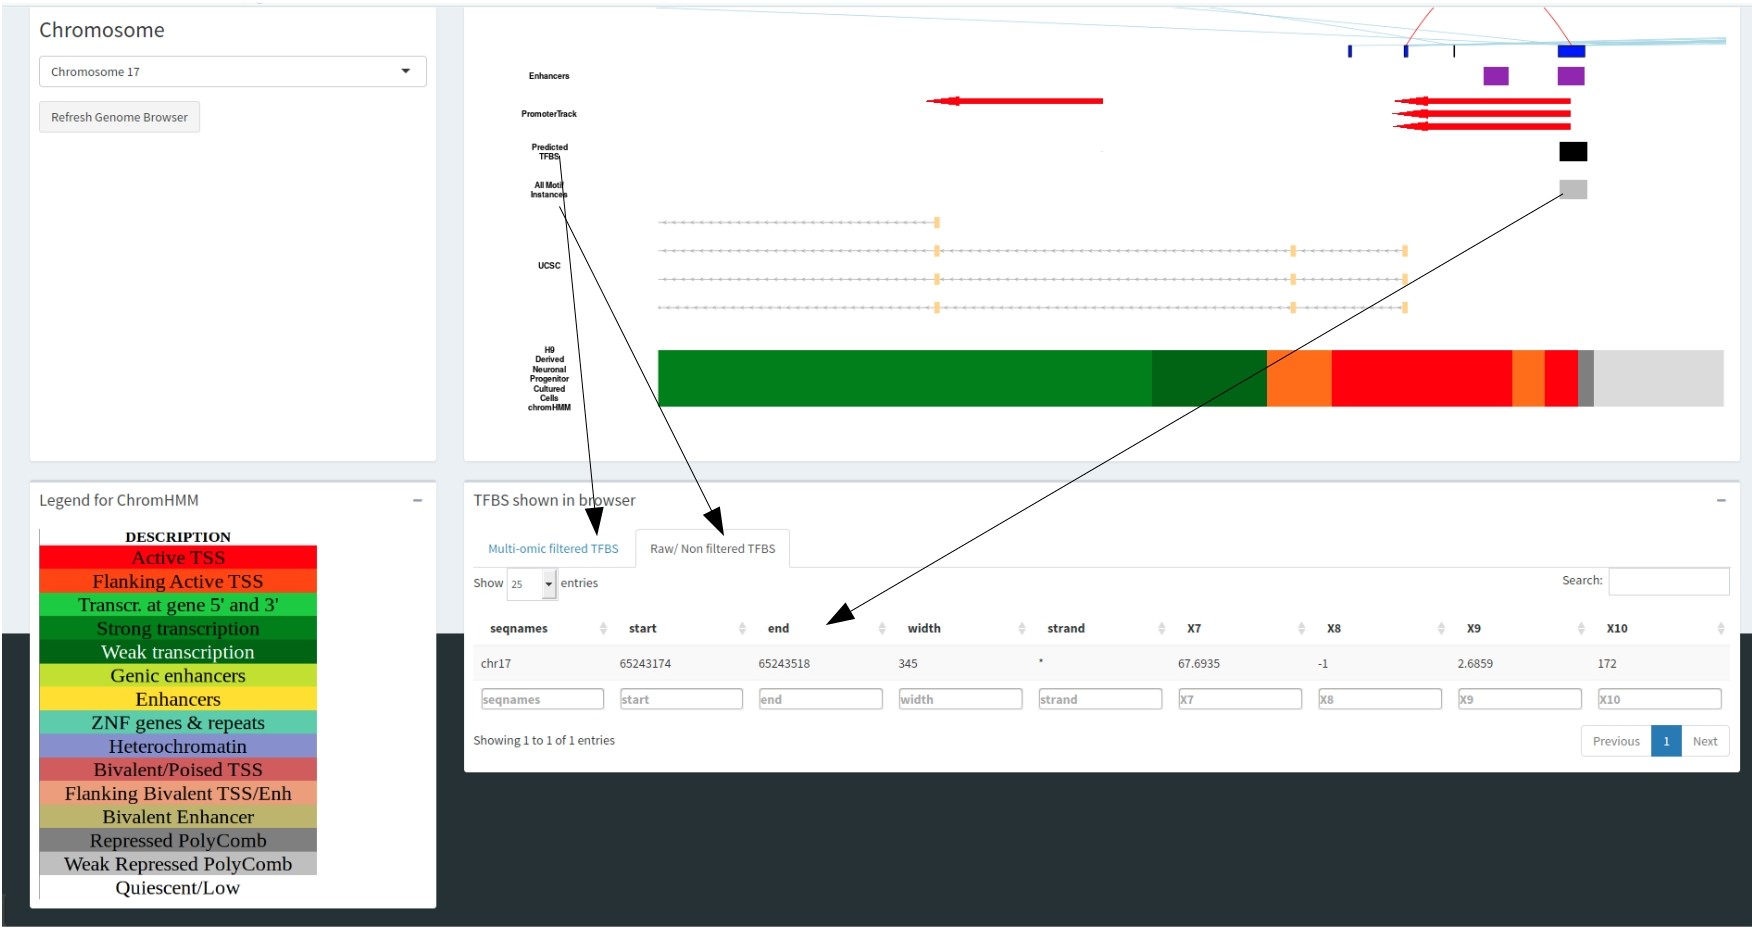 Chromosome
Chromosome 17
Refresh Genome Browser
Enhancers
PromoterTrack
Predicted
TFBS
All Motif
Instances
UCSC
H9
Derived
Neuronal
Progenitor
Cultured
Cells
chromHMM
Legend for ChromHMM
DESCRIPTION
Active TSS
Flanking Active TSS
Transcr. at gene 5' and 3'
Strong transcription
Weak transcription
Genic enhancers
Enhancers
ZNF genes & repeats
Heterochromatin
Bivalent/Poised TSS
Flanking Bivalent TSS/Enh
Bivalent Enhancer
Repressed PolyComb
Weak Repressed PolyComb
Quiescent/Low
TFBS shown in browser
Multi-omic filtered TFBS Raw/ Non filtered TFBS
Show 25 entries Search:
seqnames start end width strand X7 X8 X9 X10
chr17 65243174 65243518 345 * 67.6935 -1 2.6859 172
seqnames start end width strand X7 X8 X9 X10
Showing 1 to 1 of 1 entries Previous 1 Next